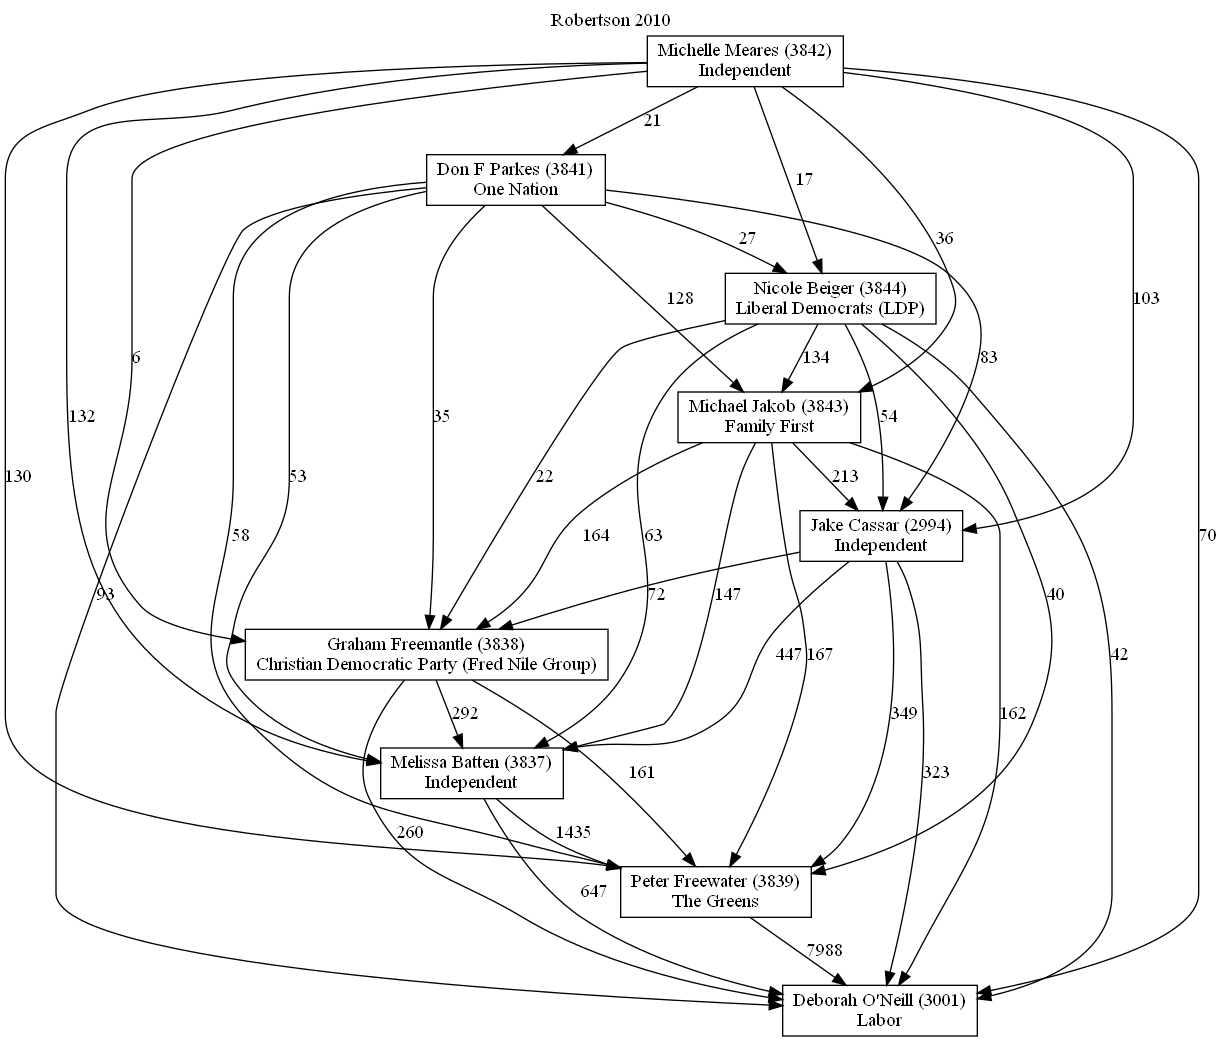 Robertson 2010
Michelle Meares (3842)
Independent
21
Don F Parkes (3841)
One Nation
17
36
27
Nicole Beiger (3844)
Liberal Democrats (LDP)
128
103
6
134
83
132
35
Michael Jakob (3843)
Family First
54
130
53
22
213
Jake Cassar (2994)
Independent
58
164
63
70
93
72
147
40
Graham Freemantle (3838)
Christian Democratic Party (Fred Nile Group)
447
167
42
292
349
162
Melissa Batten (3837)
Independent
161
323
260
1435
Peter Freewater (3839)
The Greens
647
7988
Deborah O'Neill (3001)
Labor